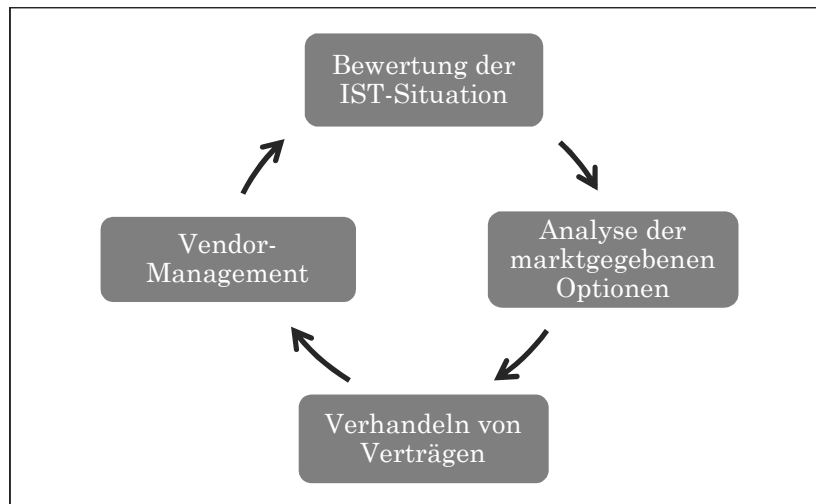 Bewertung der
IST-Situation
Analyse der
marktgegebenen
Optionen
Verhandeln von
Verträgen
Vendor-
Management